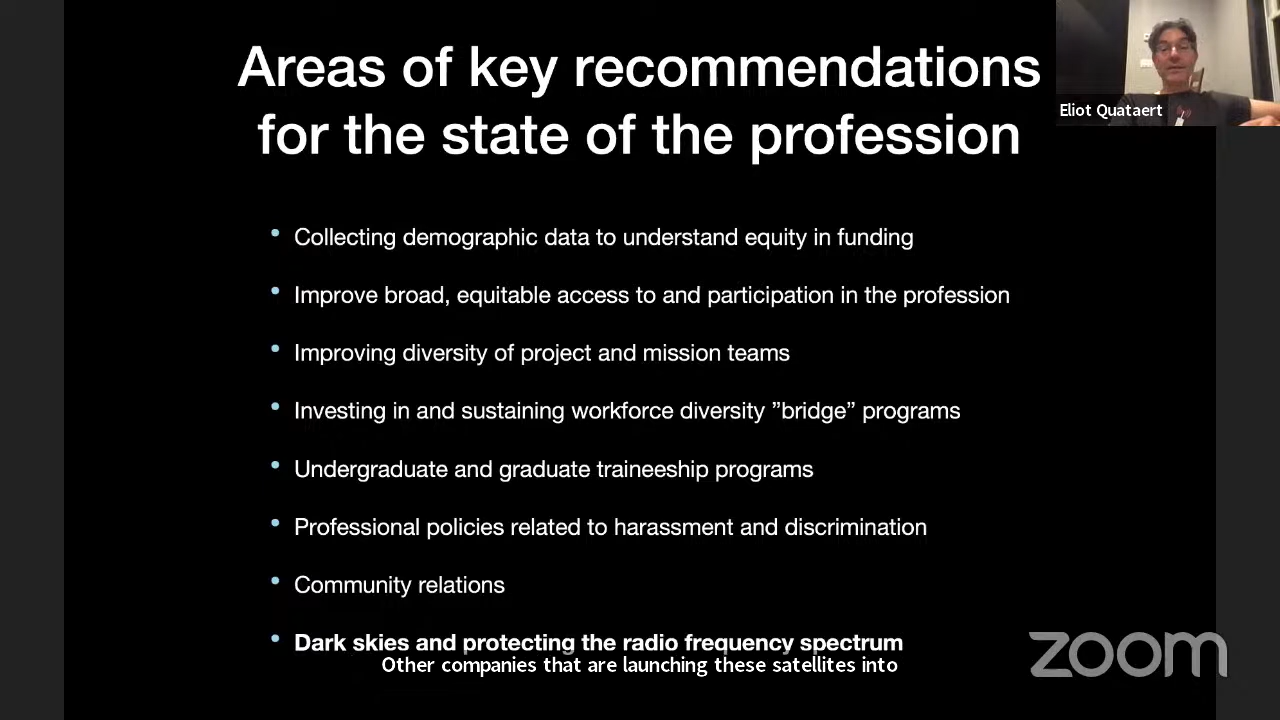 Areas of key recommendations
for the state of the profession
Eliot Quataert
• Collecting demographic data to understand equity in funding
• Improve broad, equitable access to and participation in the profession
• Improving diversity of project and mission teams
• Investing in and sustaining workforce diversity ”bridge” programs
• Undergraduate and graduate traineeship programs
• Professional policies related to harassment and discrimination
• Community relations
• Dark skies and protecting the radio frequency spectrum
Other companies that are launching these satellites into
zoom